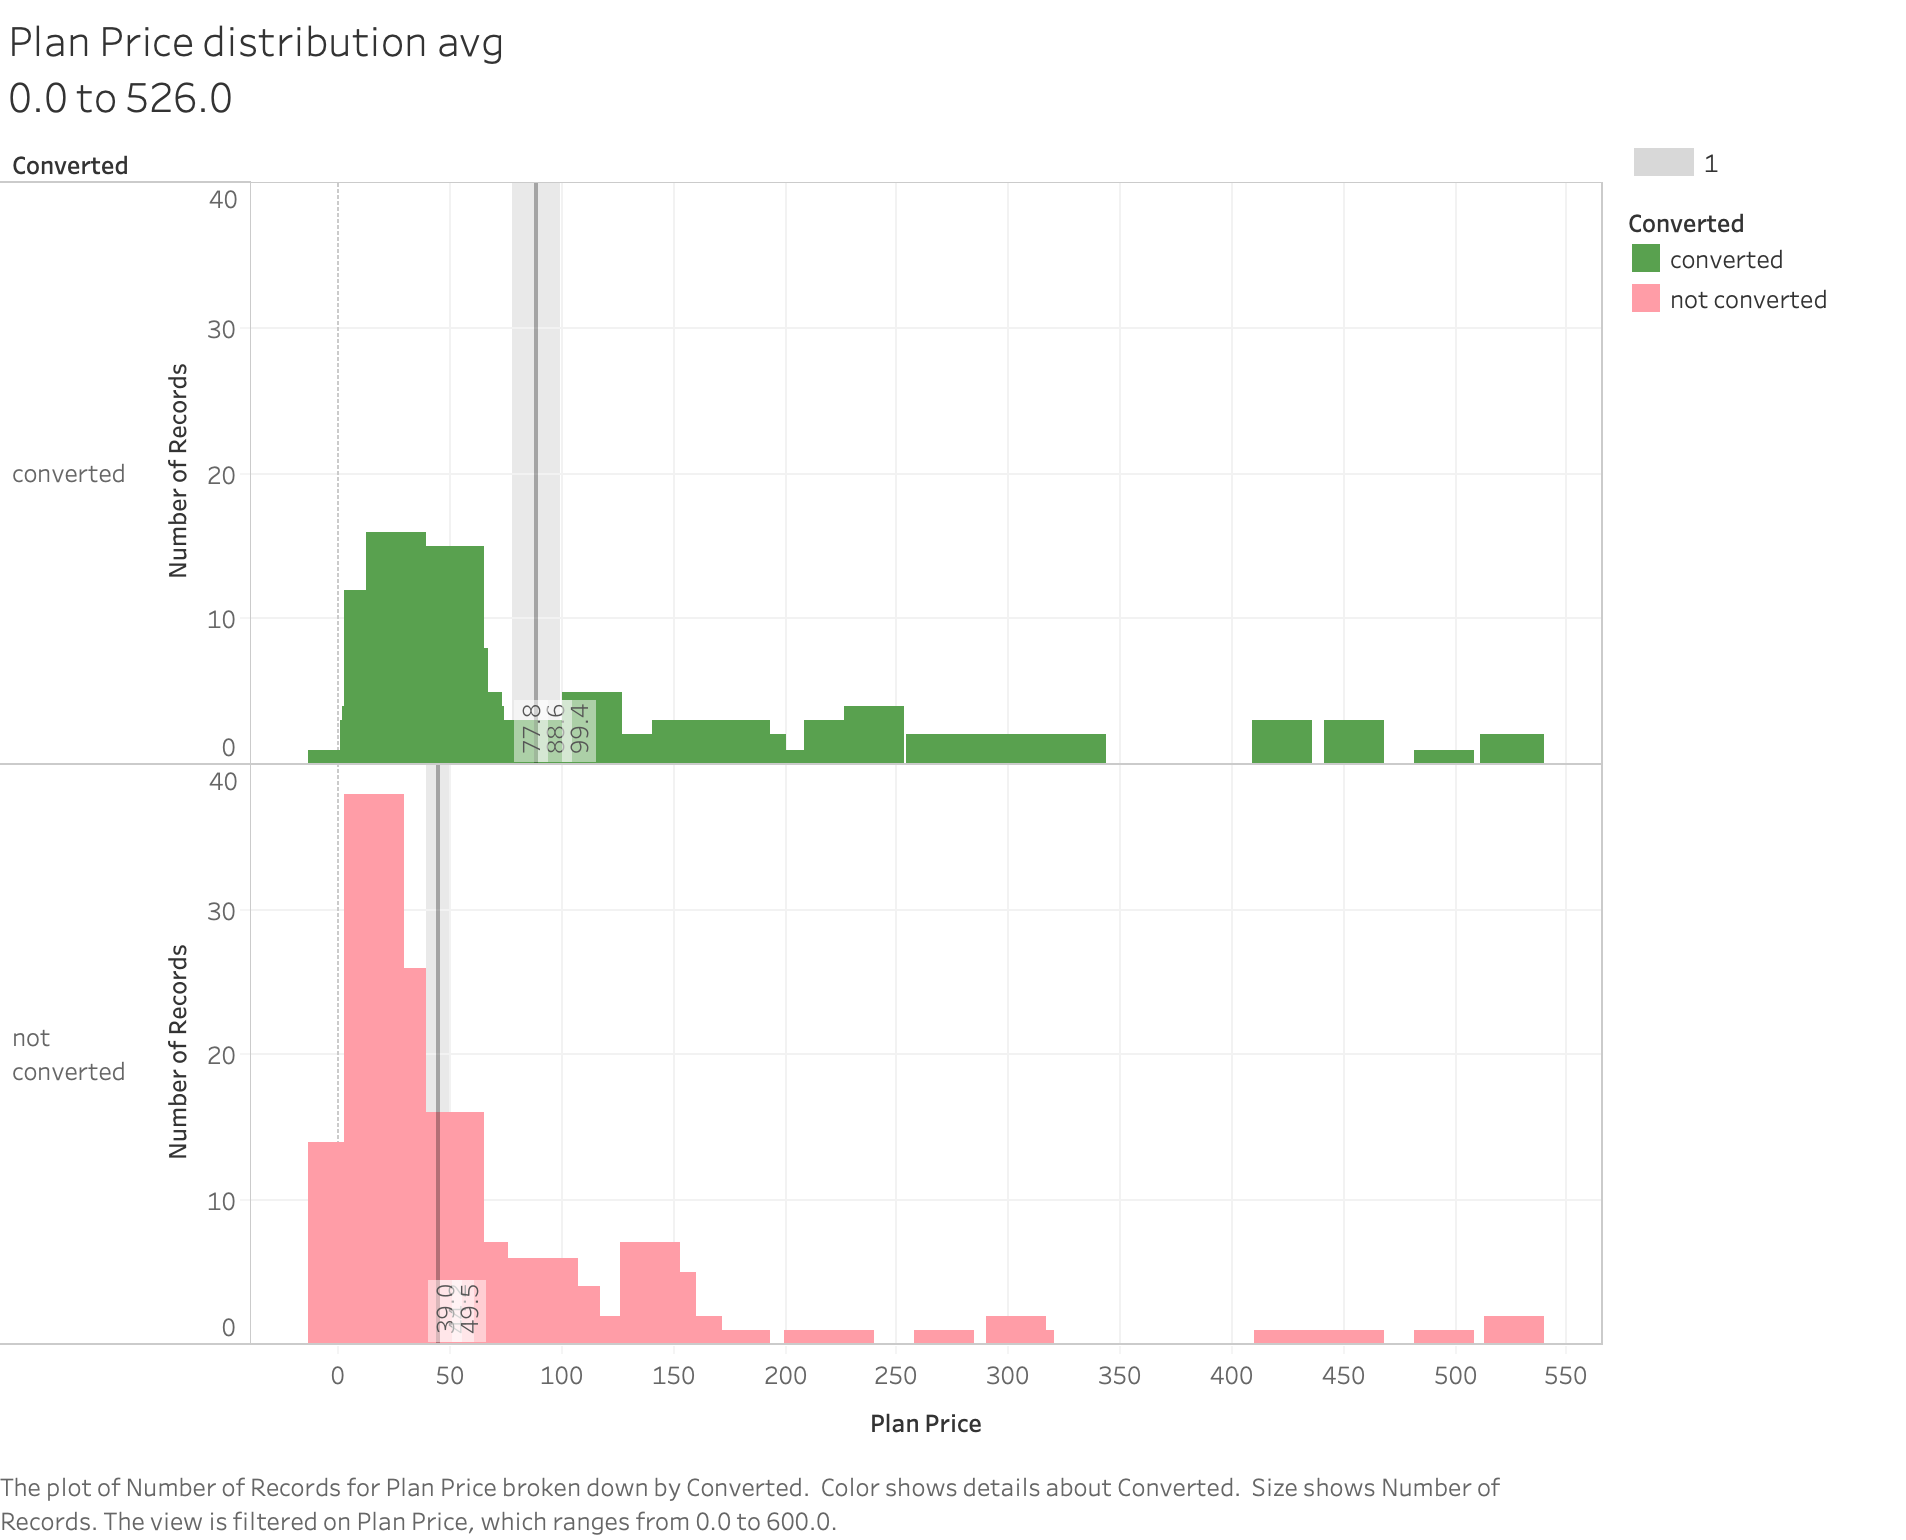 Plan Price distribution avg
0.0 to 526.0
Converted
1
Converted
converted
not converted
40
30
20
10
0
Number of Records
converted
77.8
88.6
99.4
40
30
20
10
0
Number of Records
not
converted
39.0
49.5
0 50 100 150 200 250 300 350 400 450 500 550
Plan Price
The plot of Number of Records for Plan Price broken down by Converted. Color shows details about Converted. Size shows Number of
Records. The view is filtered on Plan Price, which ranges from 0.0 to 600.0.